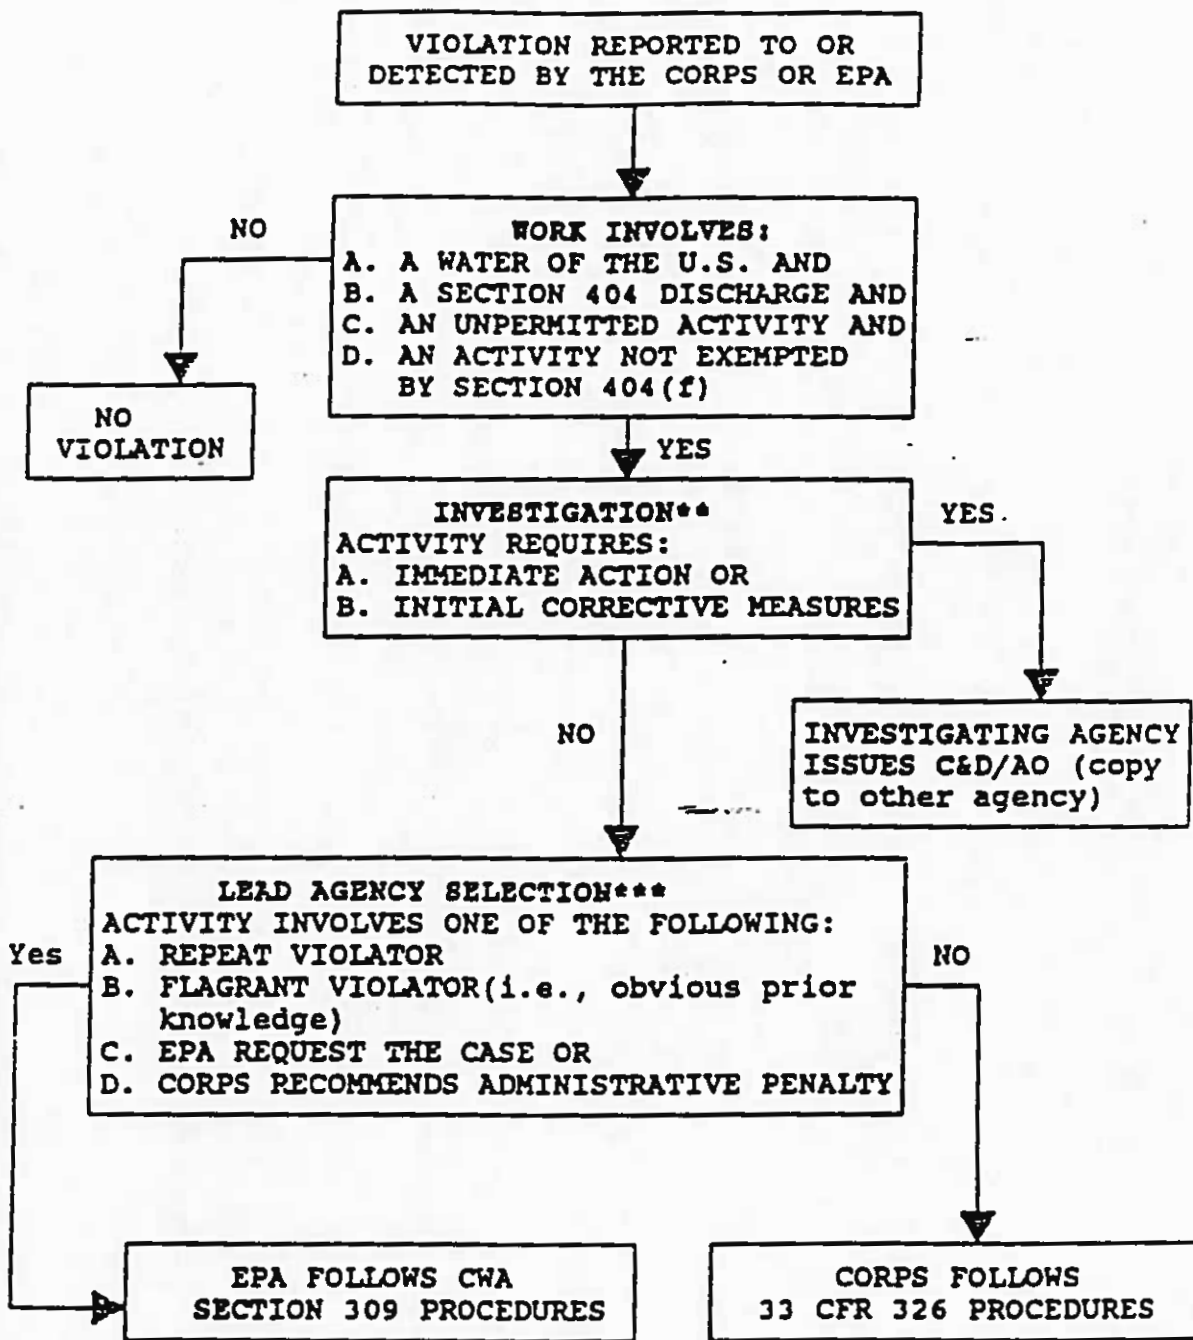 VIOLATION REPORTED TO OR
DETECTED BY THE CORPS OR EPA
NO
WORK INVOLVES:
A. A WATER OF THE U.S. AND
B. A SECTION 404 DISCHARGE AND
C. AN UNPERMITTED ACTIVITY AND
D. AN ACTIVITY NOT EXEMPTED
BY SECTION 404(f)
NO
VIOLATION
YES
INVESTIGATION**
ACTIVITY REQUIRES:
A. IMMEDIATE ACTION OR
B. INITIAL CORRECTIVE MEASURES
YES
NO
INVESTIGATING AGENCY
ISSUES C&D/AO (copy
to other agency)
LEAD AGENCY SELECTION***
ACTIVITY INVOLVES ONE OF THE FOLLOWING:
Yes
A. REPEAT VIOLATOR
B. FLAGRANT VIOLATOR(i.e., obvious prior
knowledge)
C. EPA REQUEST THE CASE OR
D. CORPS RECOMMENDS ADMINISTRATIVE PENALTY
NO
EPA FOLLOWS CWA
SECTION 309 PROCEDURES
CORPS FOLLOWS
33 CFR 326 PROCEDURES